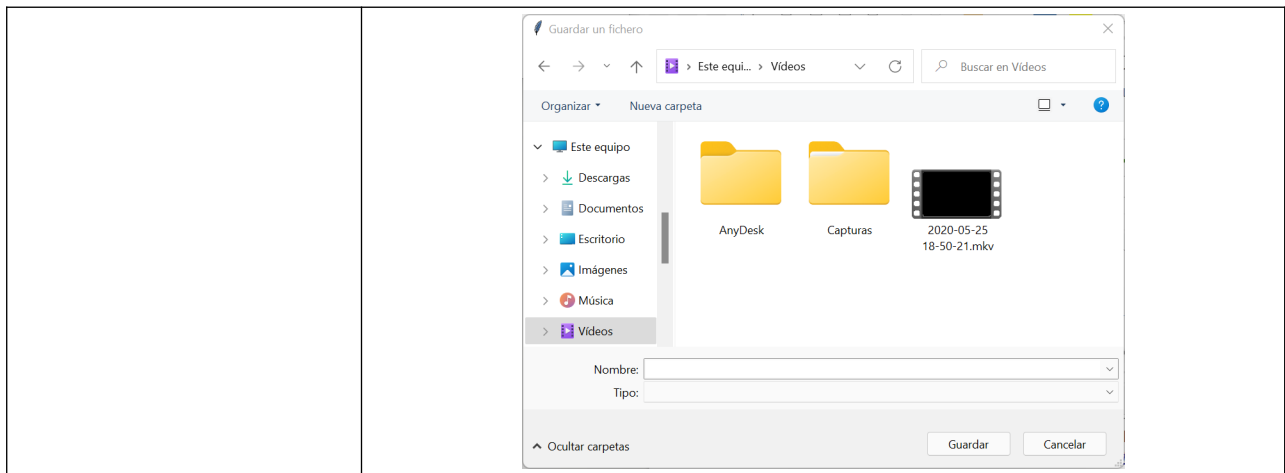 Guardar un fichero
Este equi... > Vídeos
Buscar en Vídeos
Organizar
Nueva carpeta
Este equipo
Descargas
Documentos
Escritorio
Imágenes
Música
Vídeos
AnyDesk
Capturas
2020-05-25
18-50-21.mkv
Nombre:
Tipo:
Ocultar carpetas
Guardar
Cancelar